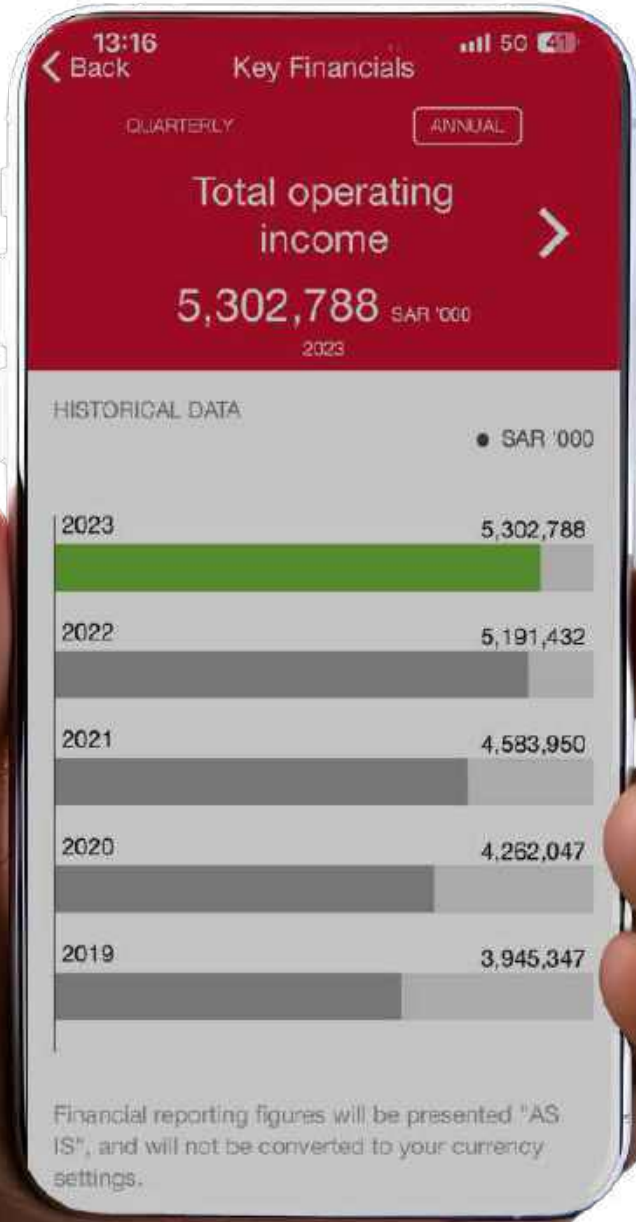 13:16
5G 41
Back
Key Financials
QUARTERLY
ANNUAL
Total operating
income
5,302,788 SAR '000
2023
HISTORICAL DATA
● SAR '000
2023 5,302,788
2022 5,191,432
2021 4,583,950
2020 4,262,047
2019 3,945,347
Financial reporting figures will be presented "AS
IS", and will not be converted to your currency
settings.